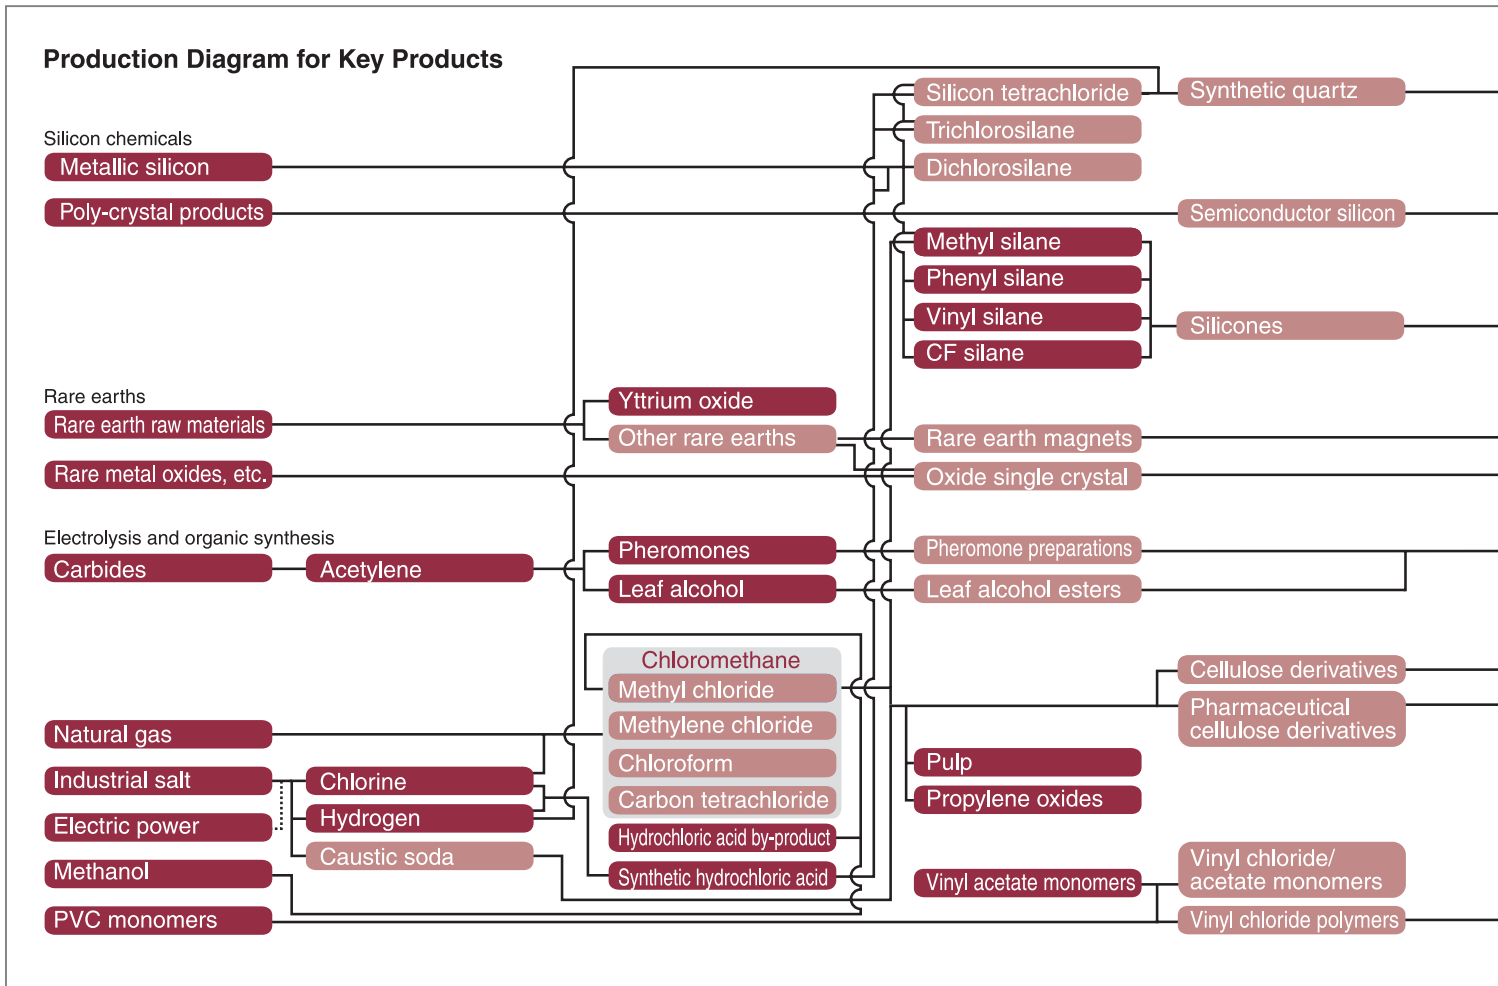 Production Diagram for Key Products
Silicon chemicals
Metallic silicon
Poly-crystal products
Silicon tetrachloride
Trichlorosilane
Dichlorosilane
Synthetic quartz
Semiconductor silicon
Methyl silane
Phenyl silane
Vinyl silane
CF silane
Silicones
Rare earths
Rare earth raw materials
Rare metal oxides, etc.
Yttrium oxide
Other rare earths
Rare earth magnets
Oxide single crystal
Electrolysis and organic synthesis
Carbides
Acetylene
Pheromones
Leaf alcohol
Pheromone preparations
Leaf alcohol esters
Chloromethane
Methyl chloride
Methylene chloride
Chloroform
Carbon tetrachloride
Hydrochloric acid by-product
Synthetic hydrochloric acid
Natural gas
Industrial salt
Electric power
Methanol
PVC monomers
Chlorine
Hydrogen
Caustic soda
Cellulose derivatives
Pharmaceutical
cellulose derivatives
Pulp
Propylene oxides
Vinyl acetate monomers
Vinyl chloride/
acetate monomers
Vinyl chloride polymers